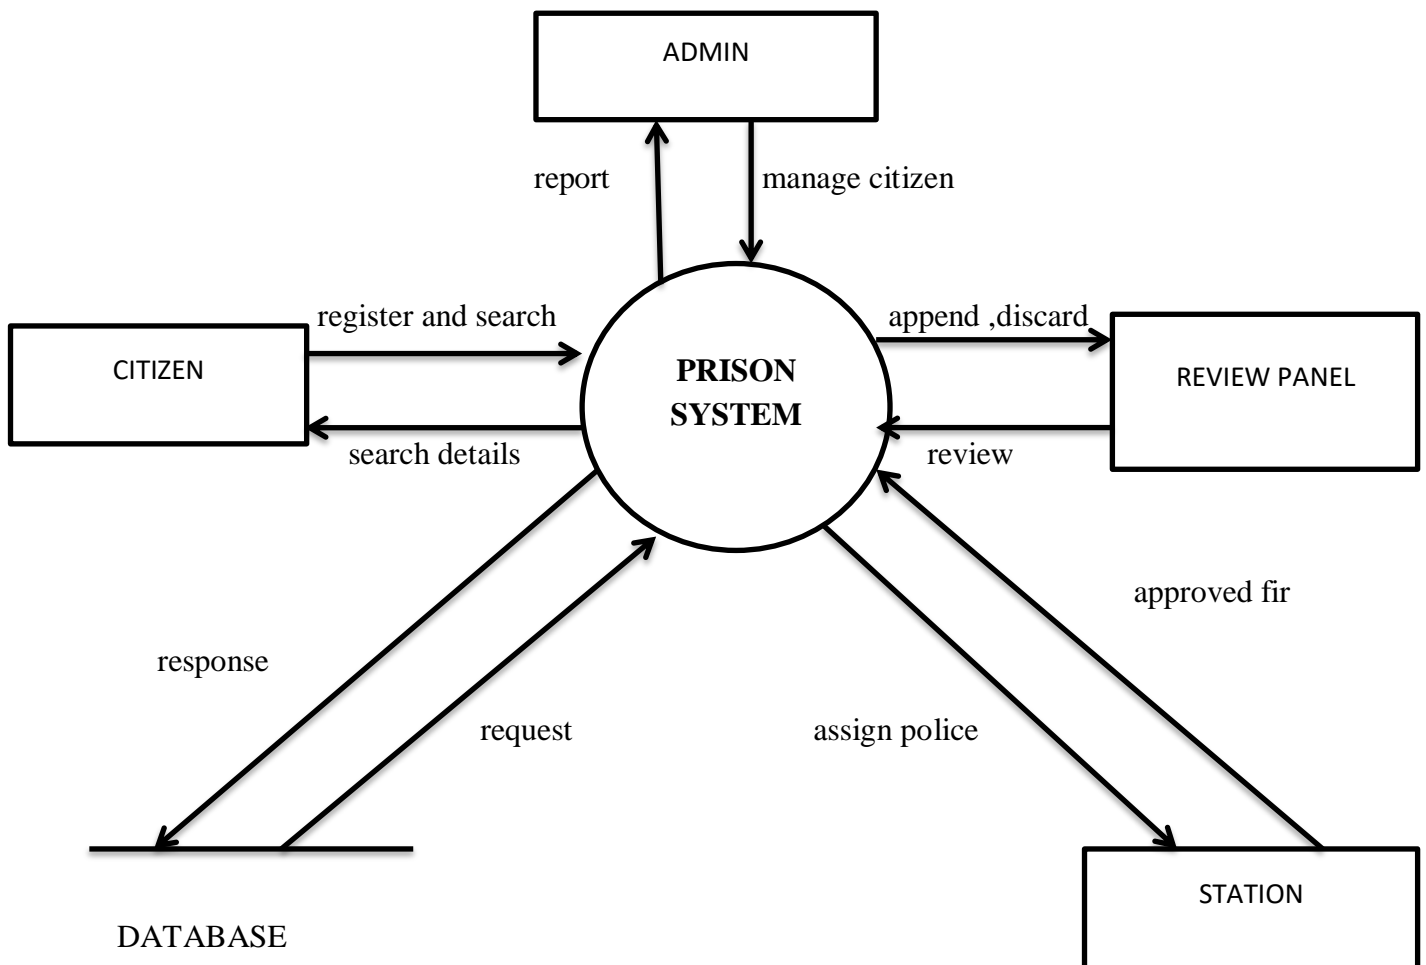 ADMIN
report
manage citizen
register and search
append ,discard
CITIZEN
PRISON
SYSTEM
REVIEW PANEL
search details
review
approved fir
response
request
assign police
STATION
DATABASE